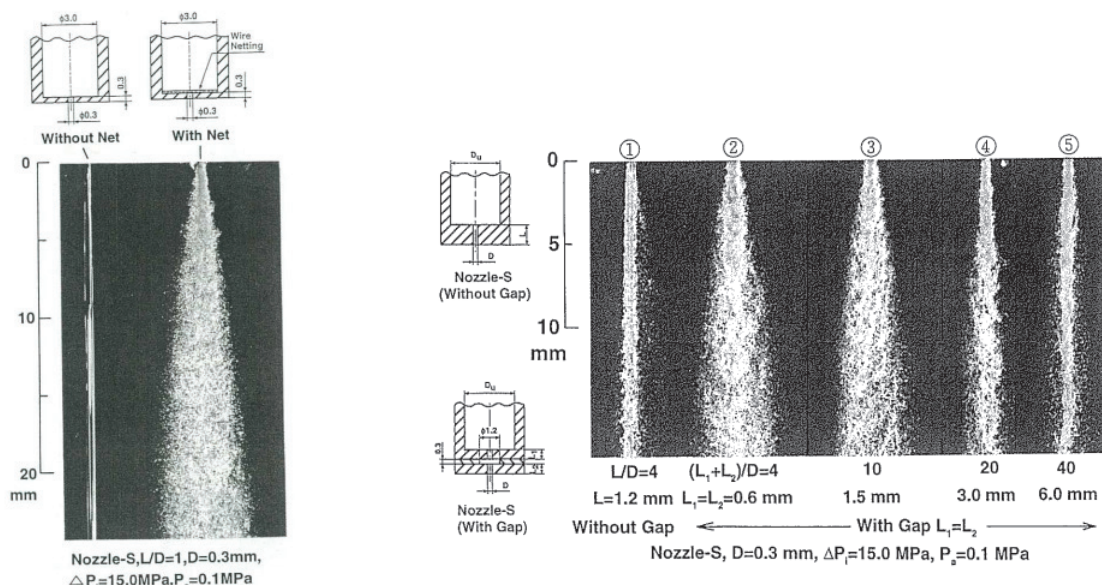 φ3.0
φ3.0
Wire
Netting
0.3
0.3
φ0.3
φ0.3
Without Net
With Net
0
10
20
mm
Nozzle-S,L/D=1,D=0.3mm,
△P=15.0MPa,P=0.1MPa
Du
L
D
Nozzle-S
(Without Gap)
Du
φ1.2
0.3
D
Nozzle-S
(With Gap)
① ② ③ ④ ⑤
0
5
10
mm
L/D=4 (L₁+L₂)/D=4 10 20 40
L=1.2 mm L₁=L₂=0.6 mm 1.5 mm 3.0 mm 6.0 mm
Without Gap With Gap L₁=L₂
Nozzle-S, D=0.3 mm, ΔPᵢ=15.0 MPa, Pₐ=0.1 MPa